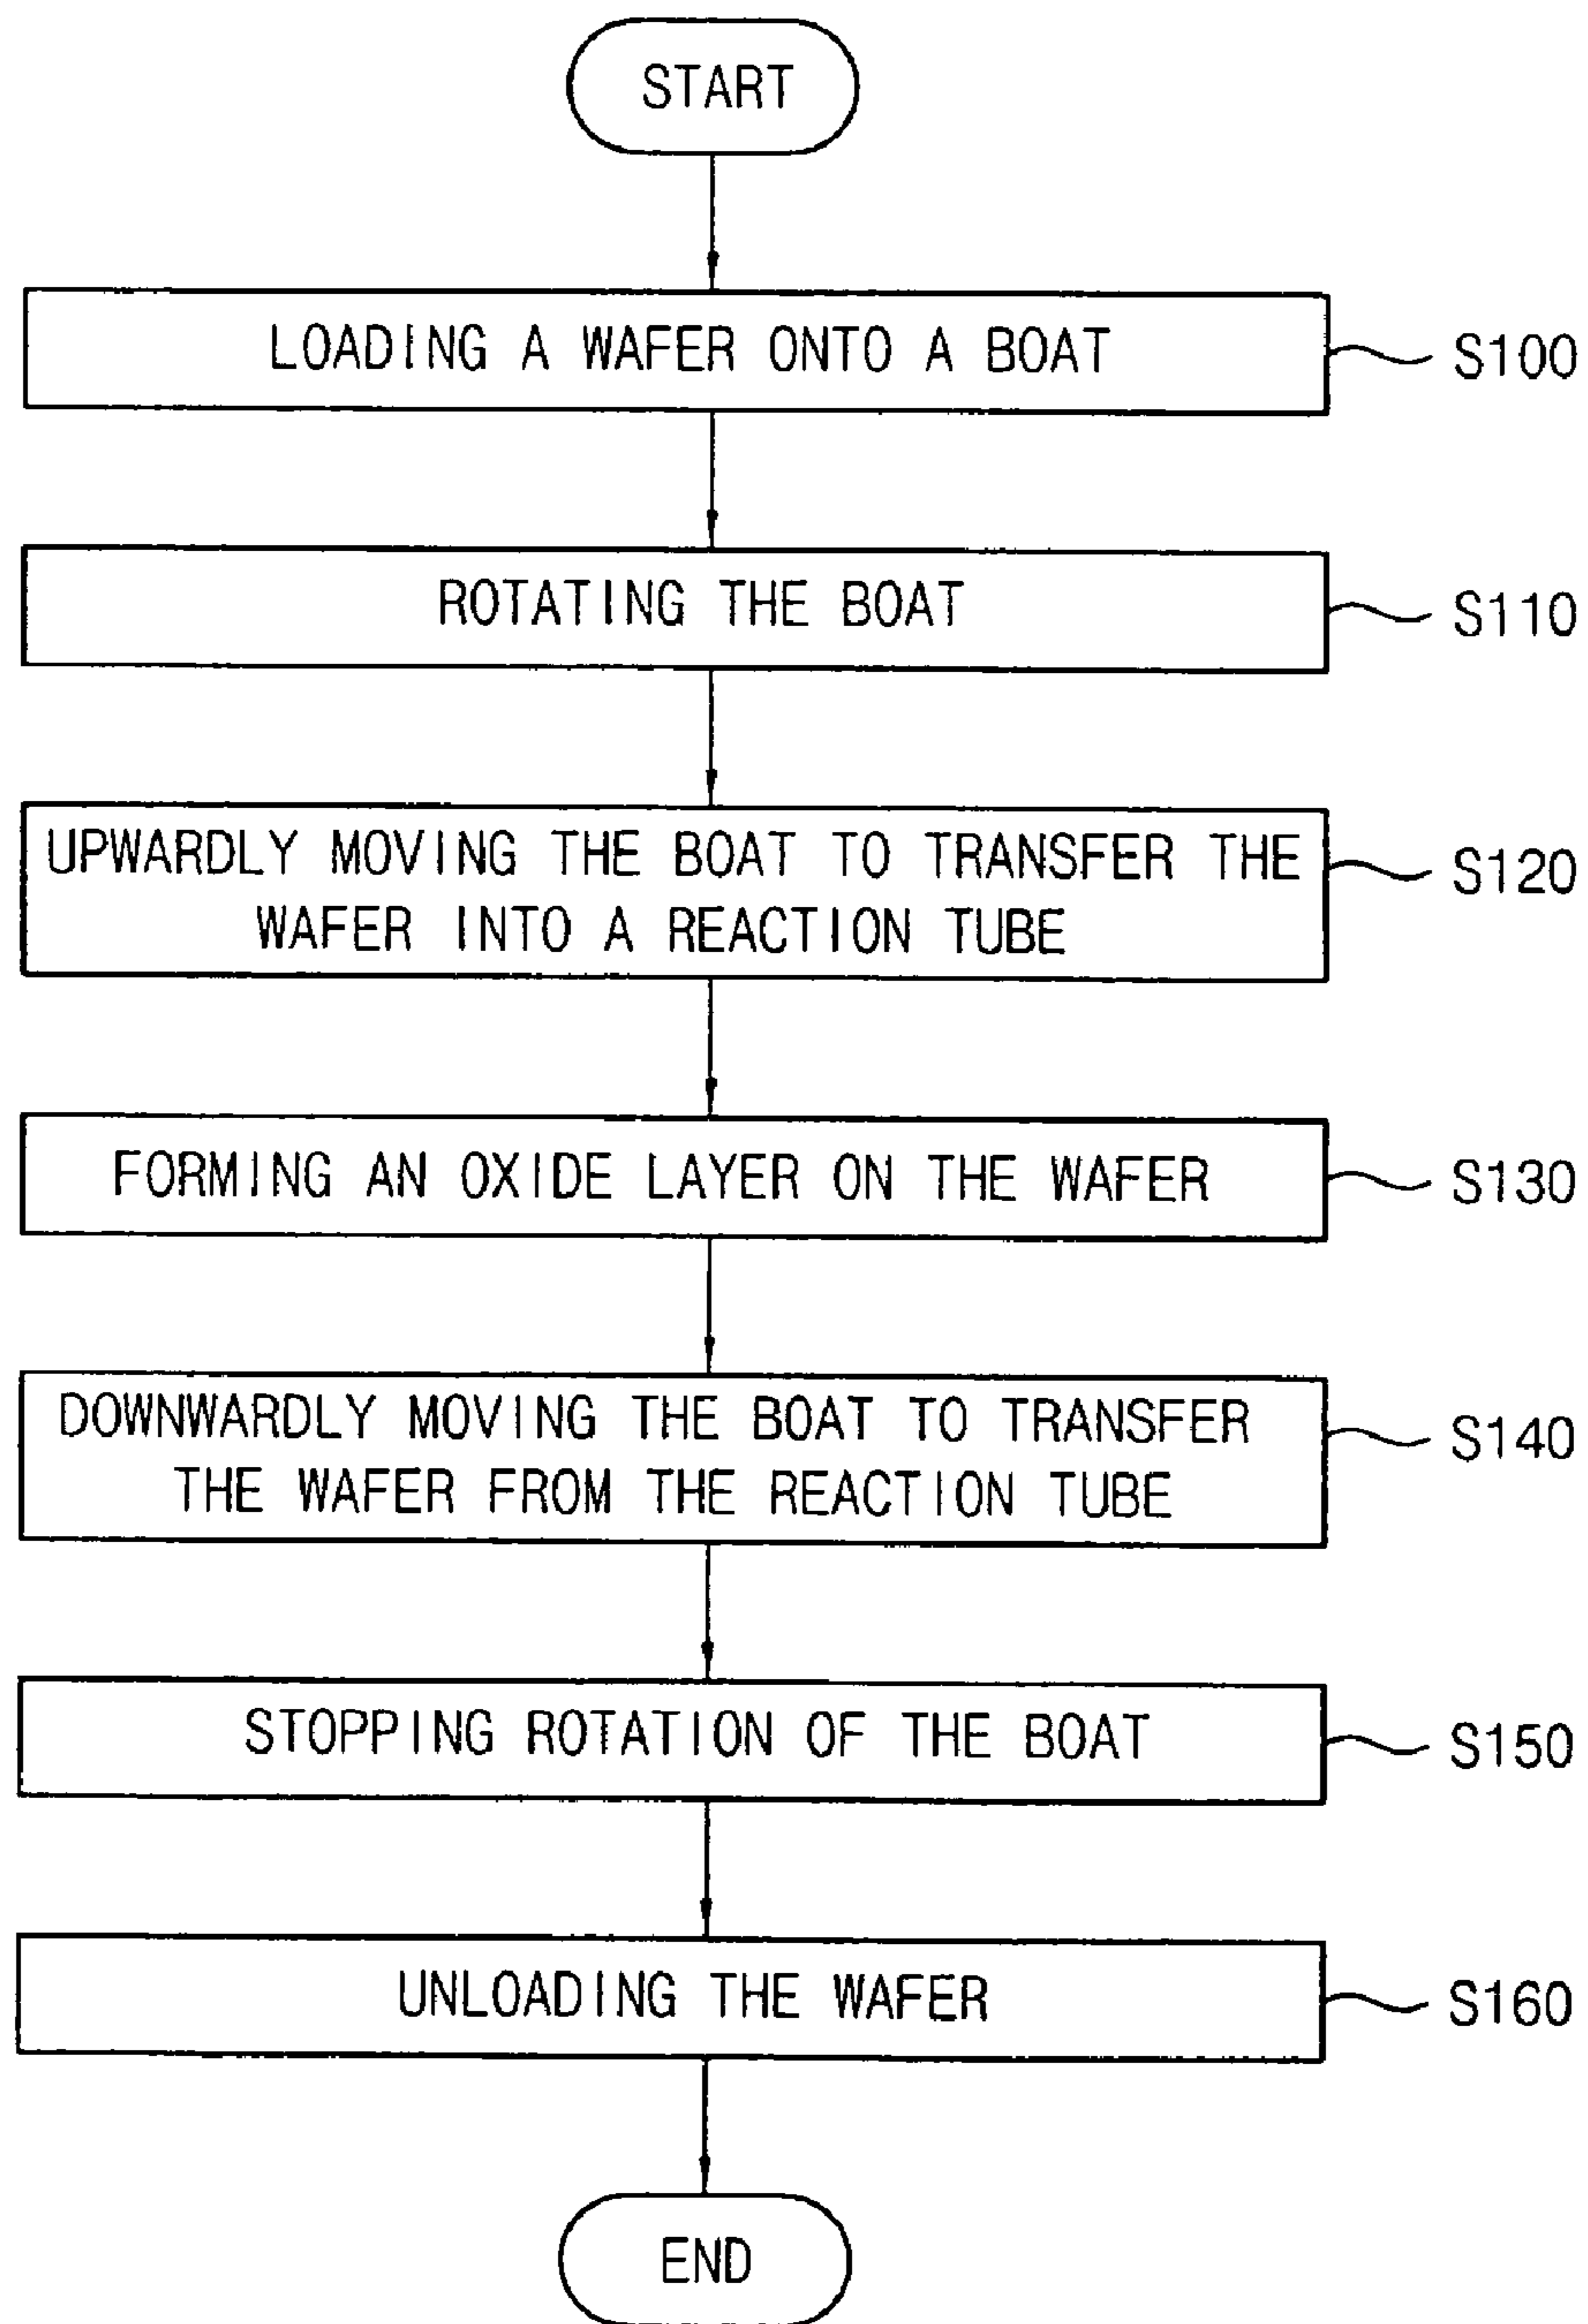 START
LOADING A WAFER ONTO A BOAT
S100
ROTATING THE BOAT
S110
UPWARDLY MOVING THE BOAT TO TRANSFER THE
WAFER INTO A REACTION TUBE
S120
FORMING AN OXIDE LAYER ON THE WAFER
S130
DOWNWARDLY MOVING THE BOAT TO TRANSFER
THE WAFER FROM THE REACTION TUBE
S140
STOPPING ROTATION OF THE BOAT
S150
UNLOADING THE WAFER
S160
END